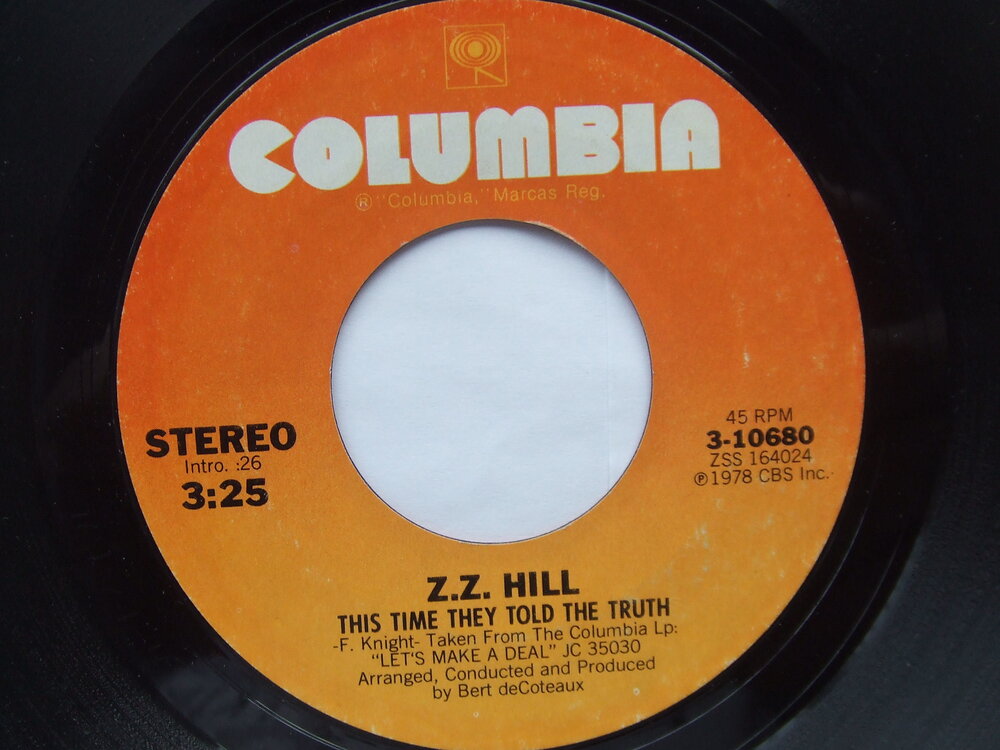 COLUMBIA
Ⓡ "Columbia," Marcas Reg.
STEREO
Intro. :26
3:25
45 RPM
3-10680
ZSS 164024
Ⓟ1978 CBS Inc.
Z.Z. HILL
THIS TIME THEY TOLD THE TRUTH
-F. Knight- Taken From The Columbia Lp:
"LET'S MAKE A DEAL" JC 35030
Arranged, Conducted and Produced
by Bert deCoteaux